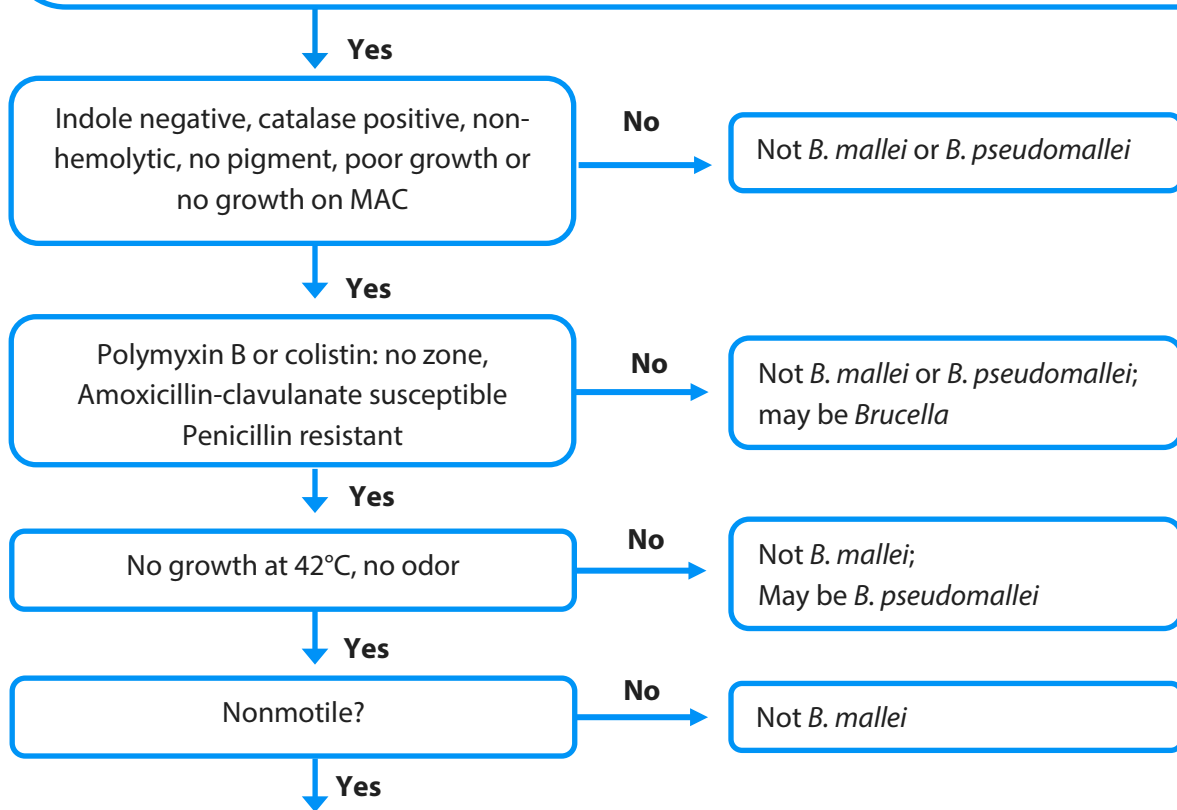 Yes
Indole negative, catalase positive, non-
hemolytic, no pigment, poor growth or
no growth on MAC
No
Not B. mallei or B. pseudomallei
Yes
Polymyxin B or colistin: no zone,
Amoxicillin-clavulanate susceptible
Penicillin resistant
No
Not B. mallei or B. pseudomallei;
may be Brucella
Yes
No growth at 42°C, no odor
No
Not B. mallei;
May be B. pseudomallei
Yes
Nonmotile?
No
Not B. mallei
Yes